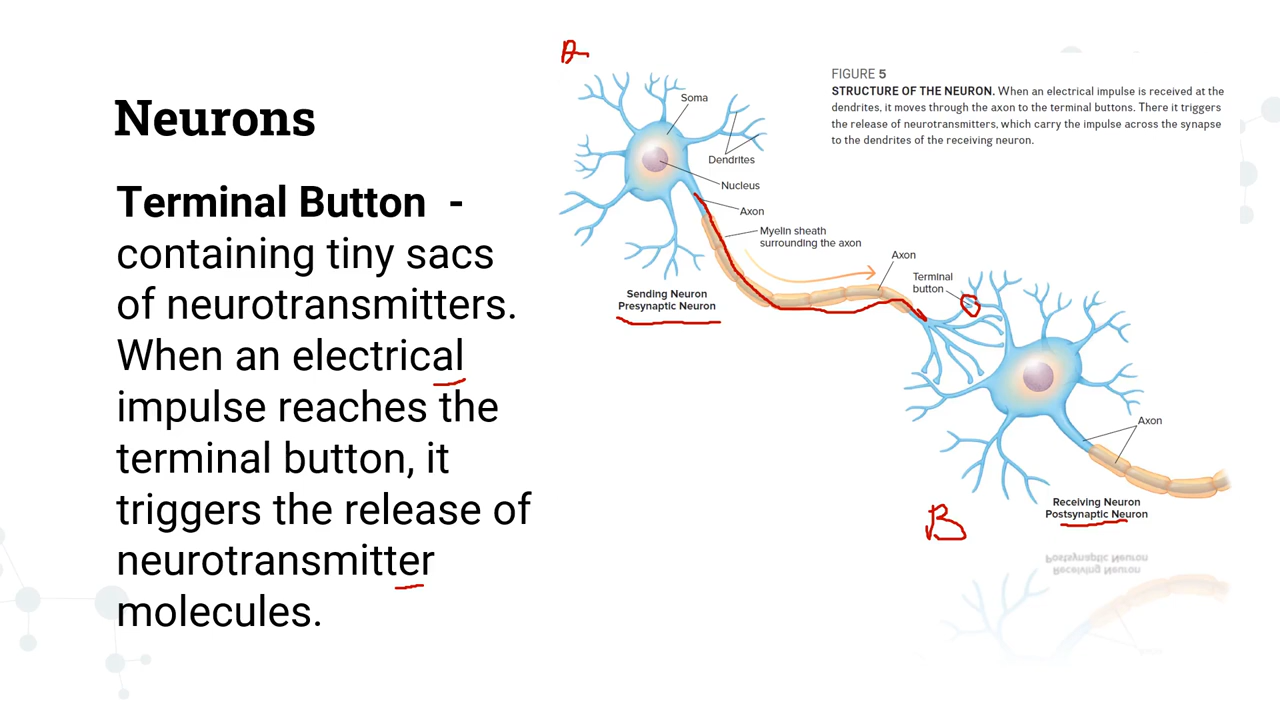 Neurons
Terminal Button -
containing tiny sacs
of neurotransmitters.
When an electrical
impulse reaches the
terminal button, it
triggers the release of
neurotransmitter
molecules.
A
FIGURE 5
STRUCTURE OF THE NEURON. When an electrical impulse is received at the
dendrites, it moves through the axon to the terminal buttons. There it triggers
the release of neurotransmitters, which carry the impulse across the synapse
to the dendrites of the receiving neuron.
Soma
Dendrites
Nucleus
Axon
Myelin sheath
surrounding the axon
Axon
Terminal
button
Sending Neuron
Presynaptic Neuron
Axon
Receiving Neuron
Postsynaptic Neuron
B
Postsynaptic Neuron
Receiving Neuron